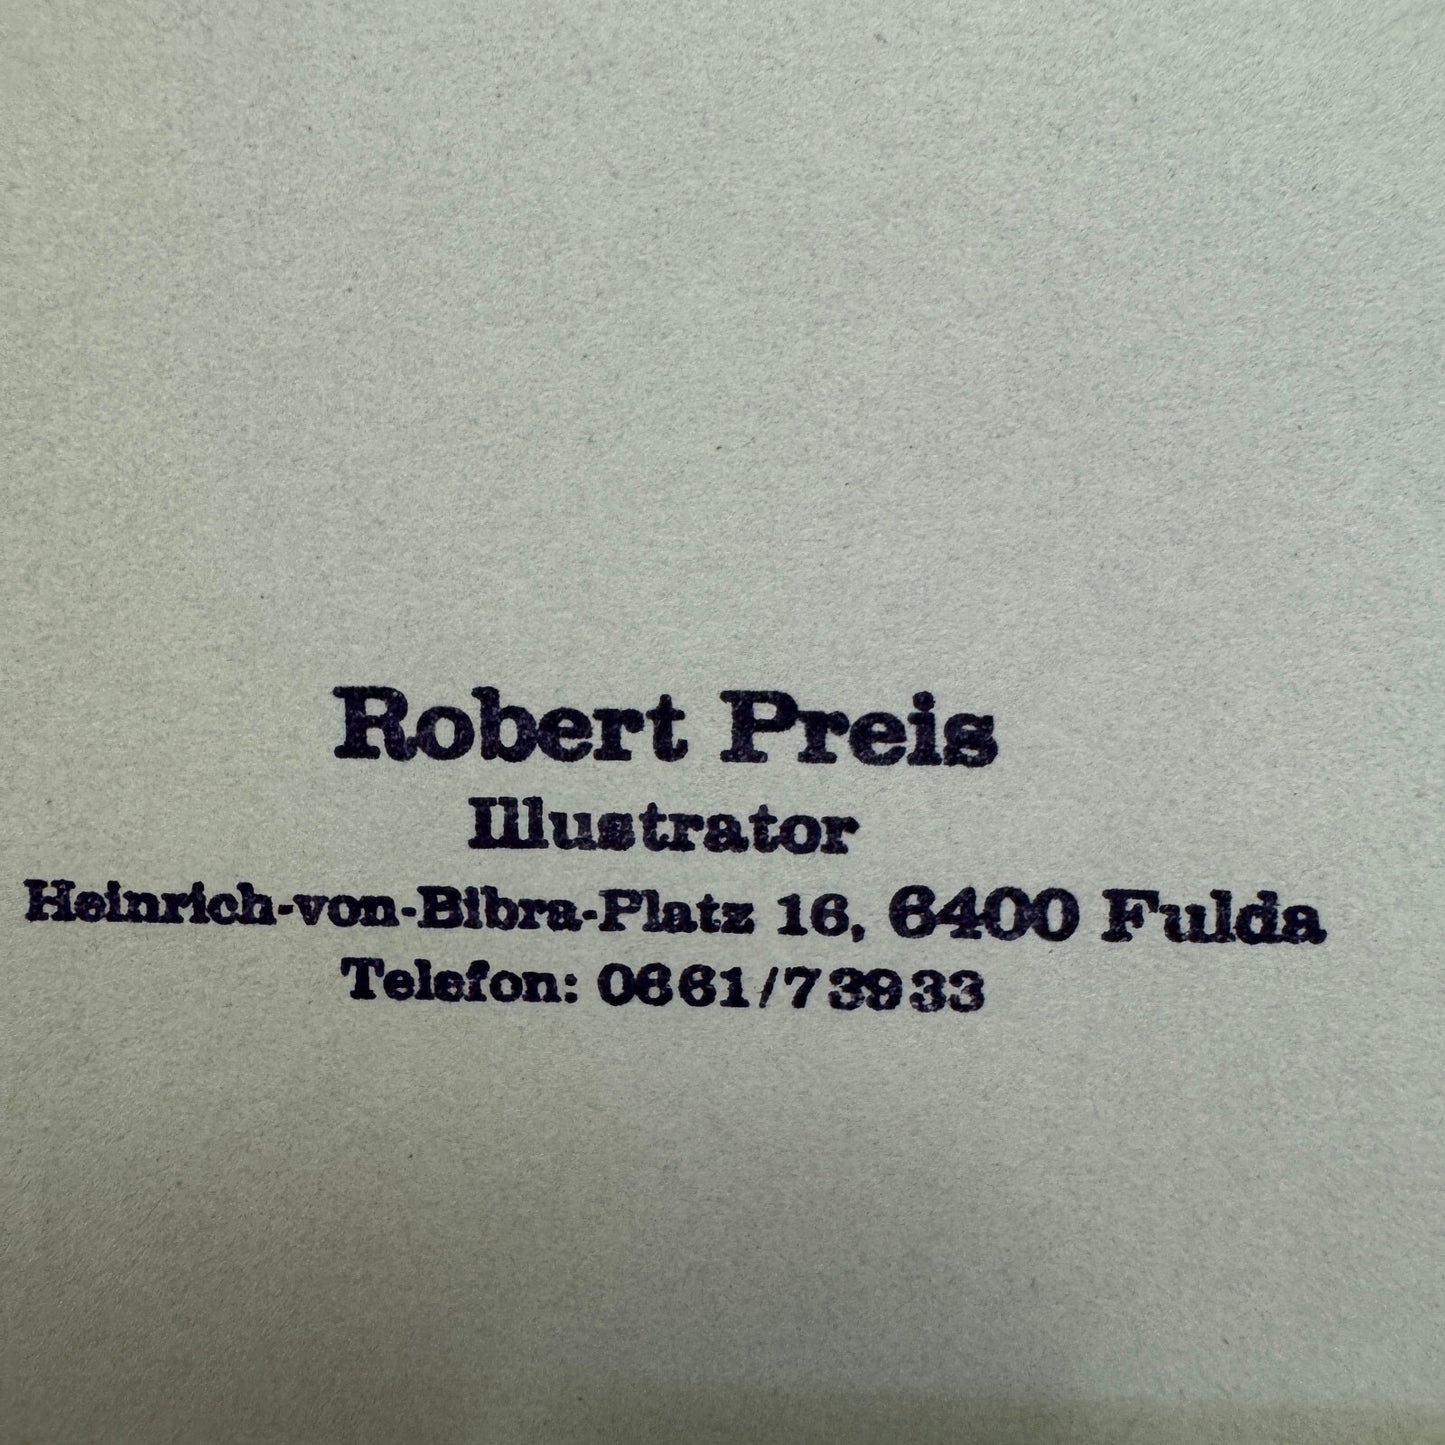 Robert Preis
Illustrator
Heinrich-von-Bibra-Platz 16, 6400 Fulda
Telefon: 0661/73933